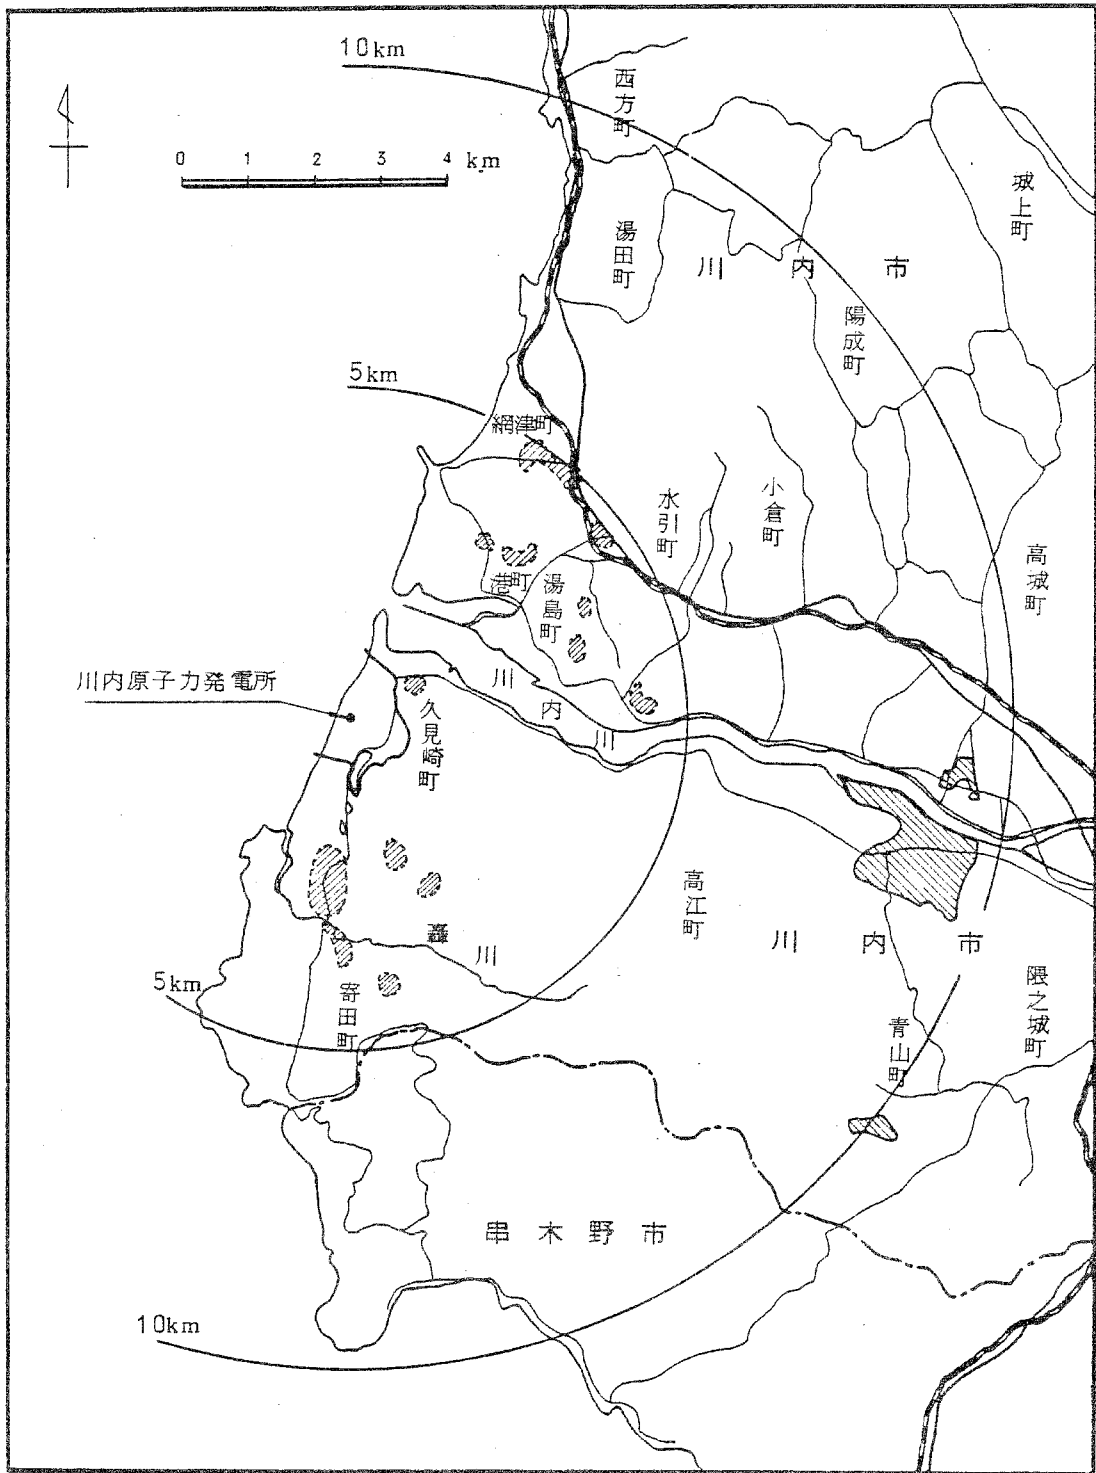 10km
西方町
0 1 2 3 4 km
城上町
湯田町
川内市
陽成町
5km
網津町
水引町
小倉町
高城町
港町
湯島町
川内原子力発電所
川内川
久見崎町
高江町
轟川
川内市
5km
寄田町
隈之城町
青山町
串木野市
10km